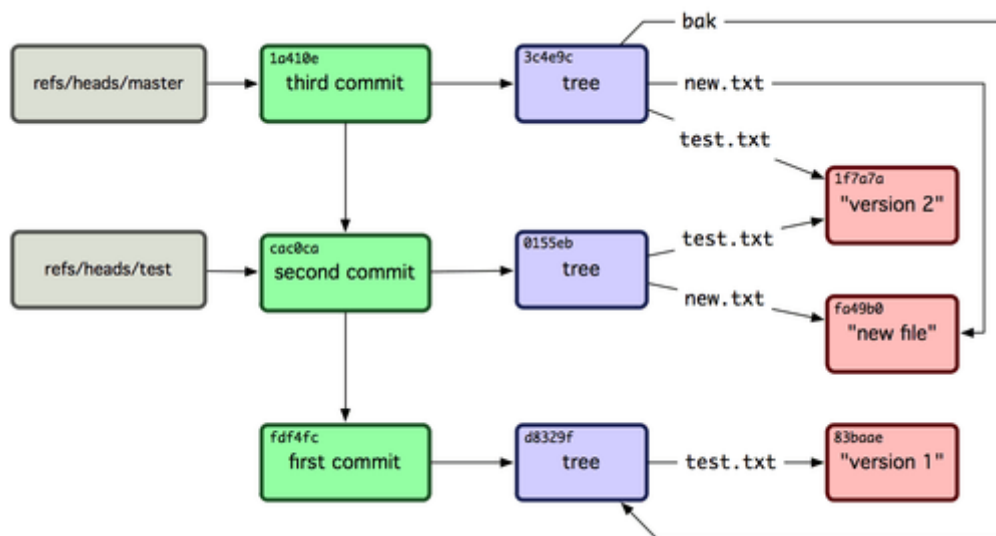 bak
refs/heads/master
1a410e
third commit
3c4e9c
tree
new.txt
test.txt
1f7a7a
"version 2"
refs/heads/test
cac0ca
second commit
0155eb
tree
test.txt
new.txt
fa49b0
"new file"
fdf4fc
first commit
d8329f
tree
test.txt
83baae
"version 1"